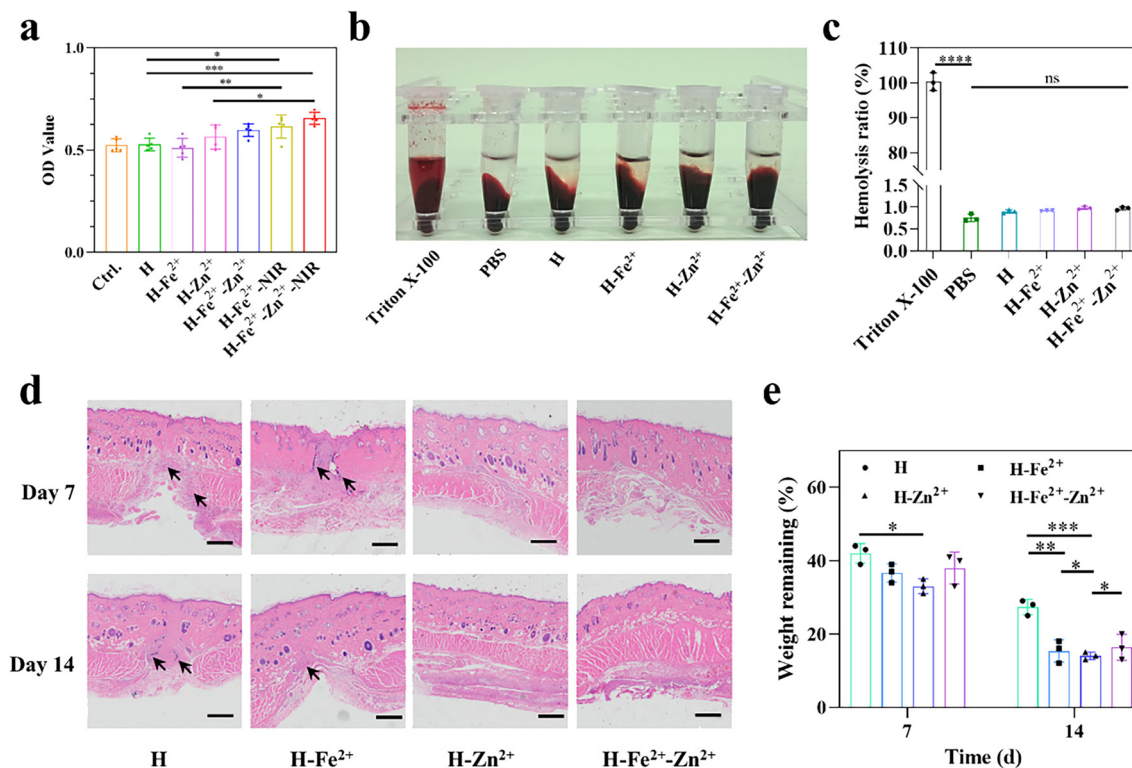 a
1.0
0.5
0.0
OD Value
*
***
**
*
Ctrl.
H
H-Fe²⁺
H-Zn²⁺
H-Fe²⁺-Zn²⁺
H-Fe²⁺-NIR
H-Fe²⁺-Zn²⁺-NIR
b
Triton X-100
PBS
H
H-Fe²⁺
H-Zn²⁺
H-Fe²⁺-Zn²⁺
c
Hemolysis ratio (%)
110
100
90
80
1.5
1.0
0.5
0.0
****
ns
Triton X-100
PBS
H
H-Fe²⁺
H-Zn²⁺
H-Fe²⁺-Zn²⁺
d
Day 7
Day 14
H
H-Fe²⁺
H-Zn²⁺
H-Fe²⁺-Zn²⁺
e
Weight remaining (%)
60
40
20
0
H
H-Fe²⁺
H-Zn²⁺
H-Fe²⁺-Zn²⁺
*
***
**
*
*
7
14
Time (d)